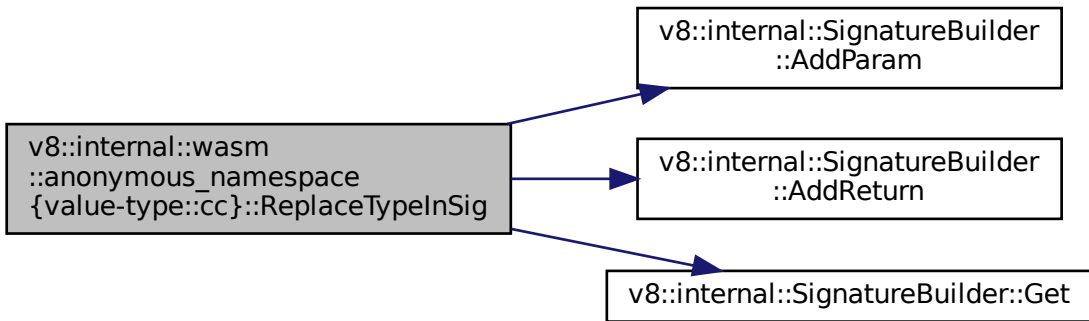 v8::internal::wasm
::anonymous_namespace
{value-type::cc}::ReplaceTypeInSig
v8::internal::SignatureBuilder
::AddParam
v8::internal::SignatureBuilder
::AddReturn
v8::internal::SignatureBuilder::Get